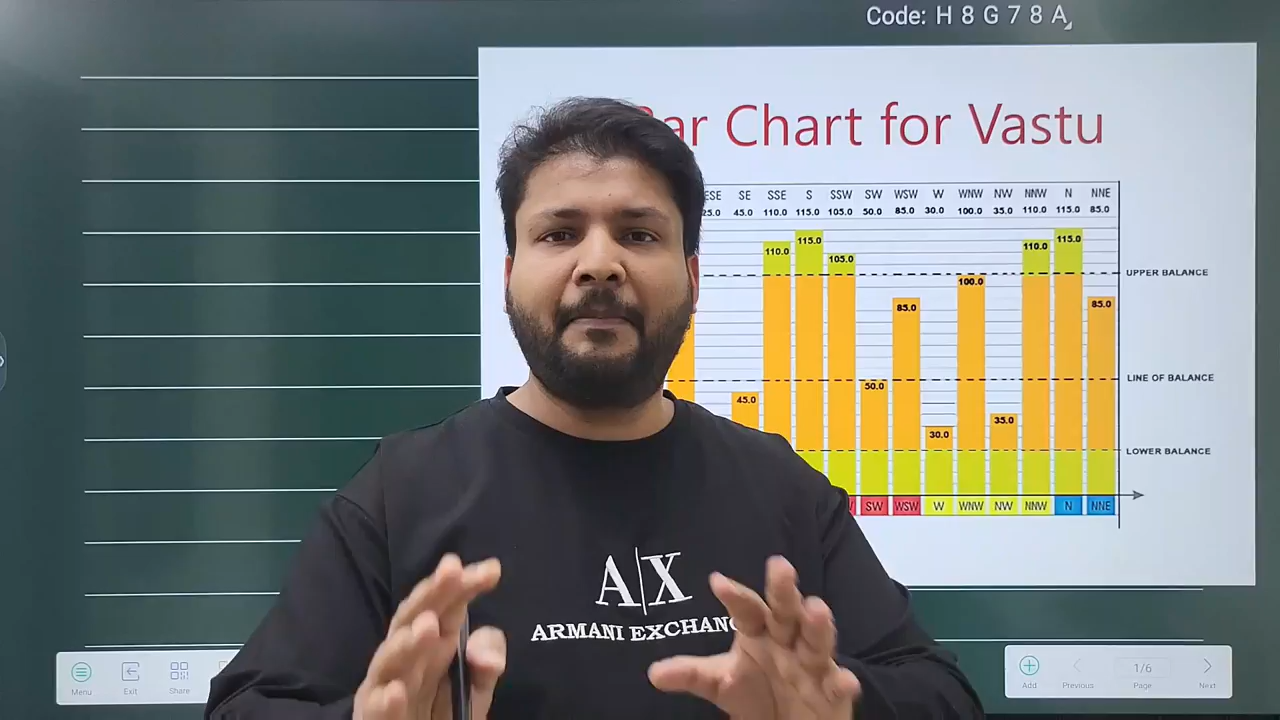 Code: H 8 G 7 8 A
Bar Chart for Vastu
ESE SE SSE S SSW SW WSW W WNW NW NNW N NNE
25.0 45.0 110.0 115.0 105.0 50.0 85.0 30.0 100.0 35.0 110.0 115.0 85.0
115.0 115.0
110.0 110.0
105.0
UPPER BALANCE
100.0
85.0 85.0
LINE OF BALANCE
50.0
45.0
35.0
30.0
LOWER BALANCE
SW WSW W WNW NW NNW N NNE
A|X
ARMANI EXCHANG
Menu Exit Share
Add Previous 1/6 Page Next